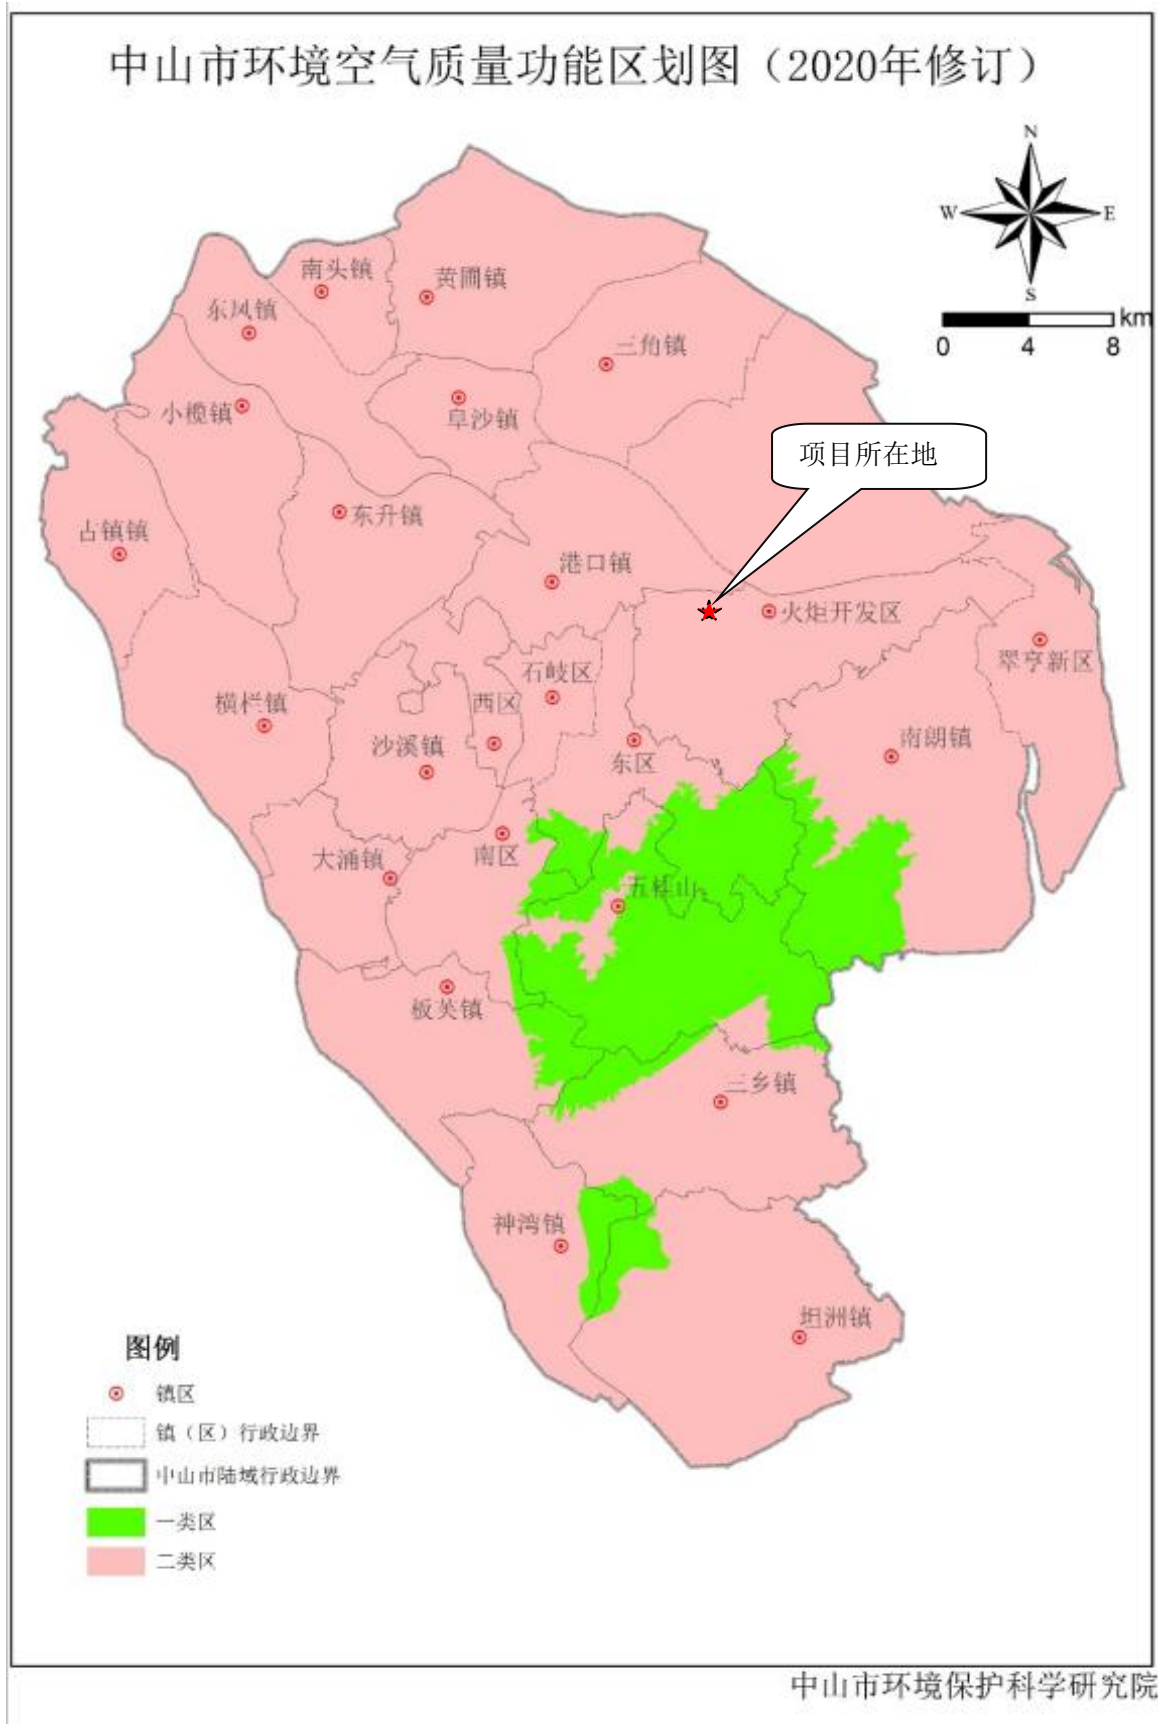 中山市环境空气质量功能区划图（2020年修订）
N
W
E
S
km
0 4 8
南头镇
黄圃镇
东凤镇
三角镇
小榄镇
阜沙镇
项目所在地
东升镇
古镇镇
港口镇
火炬开发区
翠亨新区
石岐区
横栏镇
西区
沙溪镇
东区
南朗镇
大涌镇
南区
五桂山
板芙镇
三乡镇
神湾镇
坦洲镇
图例
镇区
镇（区）行政边界
中山市陆域行政边界
一类区
二类区
中山市环境保护科学研究院